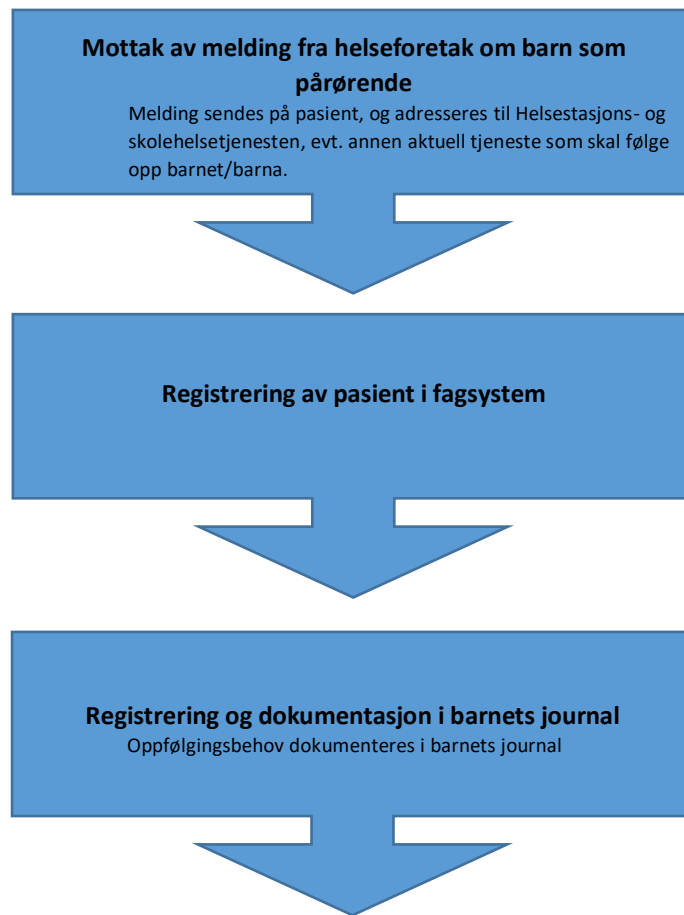 Mottak av melding fra helseforetak om barn som
pårørende
Melding sendes på pasient, og adresseres til Helsestasjons- og
skolehelsetjenesten, evt. annen aktuell tjeneste som skal følge
opp barnet/barna.
Registrering av pasient i fagsystem
Registrering og dokumentasjon i barnets journal
Oppfølgingsbehov dokumenteres i barnets journal